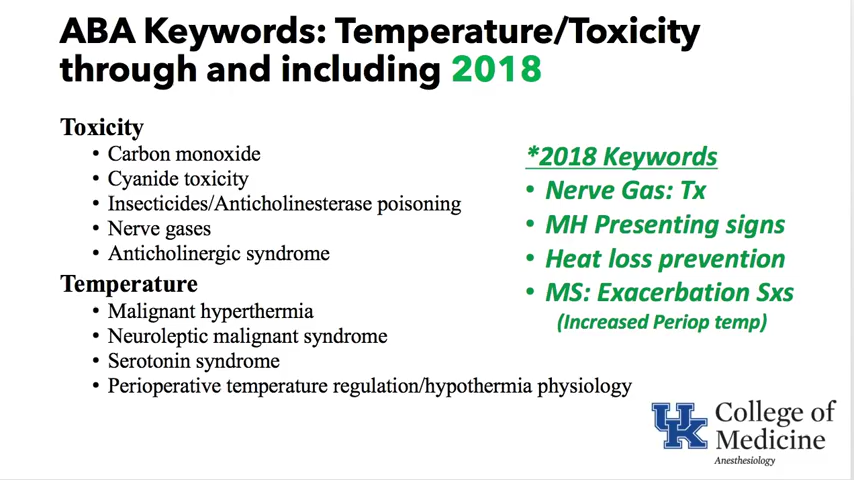 ABA Keywords: Temperature/Toxicity
through and including 2018
Toxicity
• Carbon monoxide
• Cyanide toxicity
• Insecticides/Anticholinesterase poisoning
• Nerve gases
• Anticholinergic syndrome
Temperature
• Malignant hyperthermia
• Neuroleptic malignant syndrome
• Serotonin syndrome
• Perioperative temperature regulation/hypothermia physiology
*2018 Keywords
• Nerve Gas: Tx
• MH Presenting signs
• Heat loss prevention
• MS: Exacerbation Sxs
(Increased Periop temp)
UK
College of
Medicine
Anesthesiology